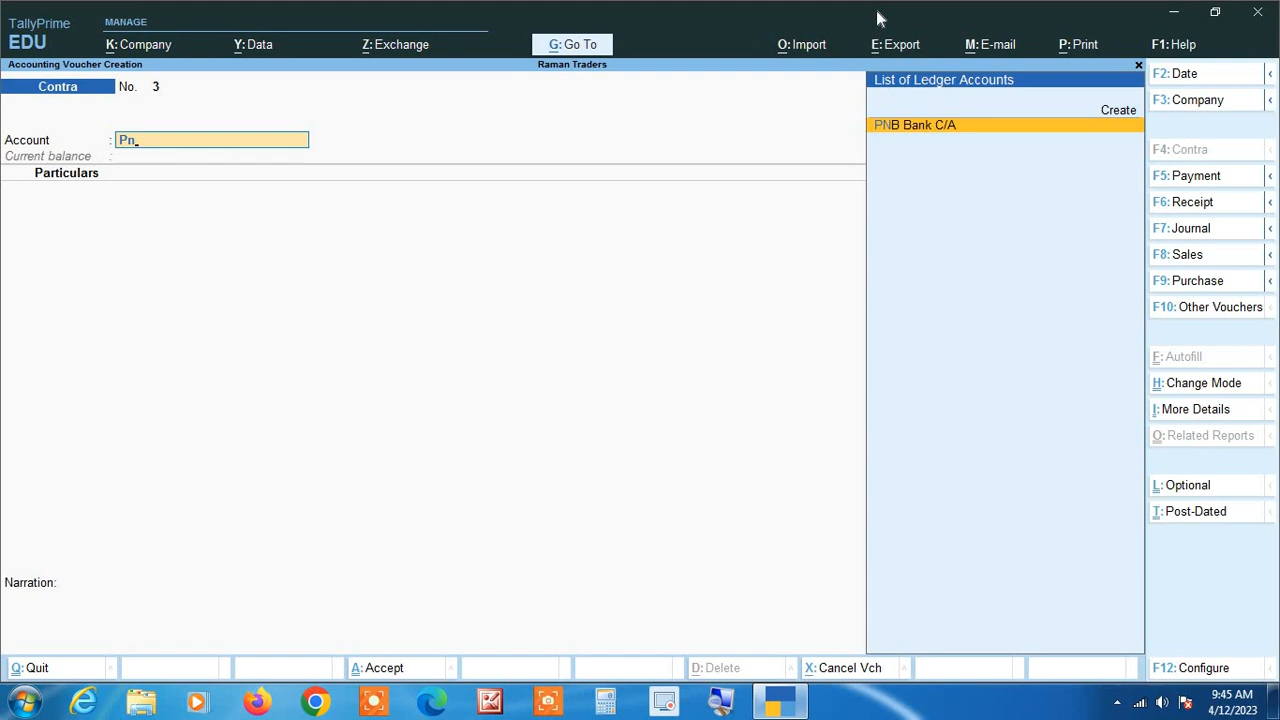 TallyPrime
EDU
MANAGE
K: Company
Y: Data
Z: Exchange
G: Go To
O: Import
E: Export
M: E-mail
P: Print
F1: Help
Accounting Voucher Creation
Raman Traders
Contra No. 3
Account : Pn
Current balance :
Particulars
Narration:
List of Ledger Accounts
Create
PNB Bank C/A
F2: Date
F3: Company
F4: Contra
F5: Payment
F6: Receipt
F7: Journal
F8: Sales
F9: Purchase
F10: Other Vouchers
F: Autofill
H: Change Mode
I: More Details
O: Related Reports
L: Optional
T: Post-Dated
Q: Quit
A: Accept
D: Delete
X: Cancel Vch
F12: Configure
9:45 AM
4/12/2023